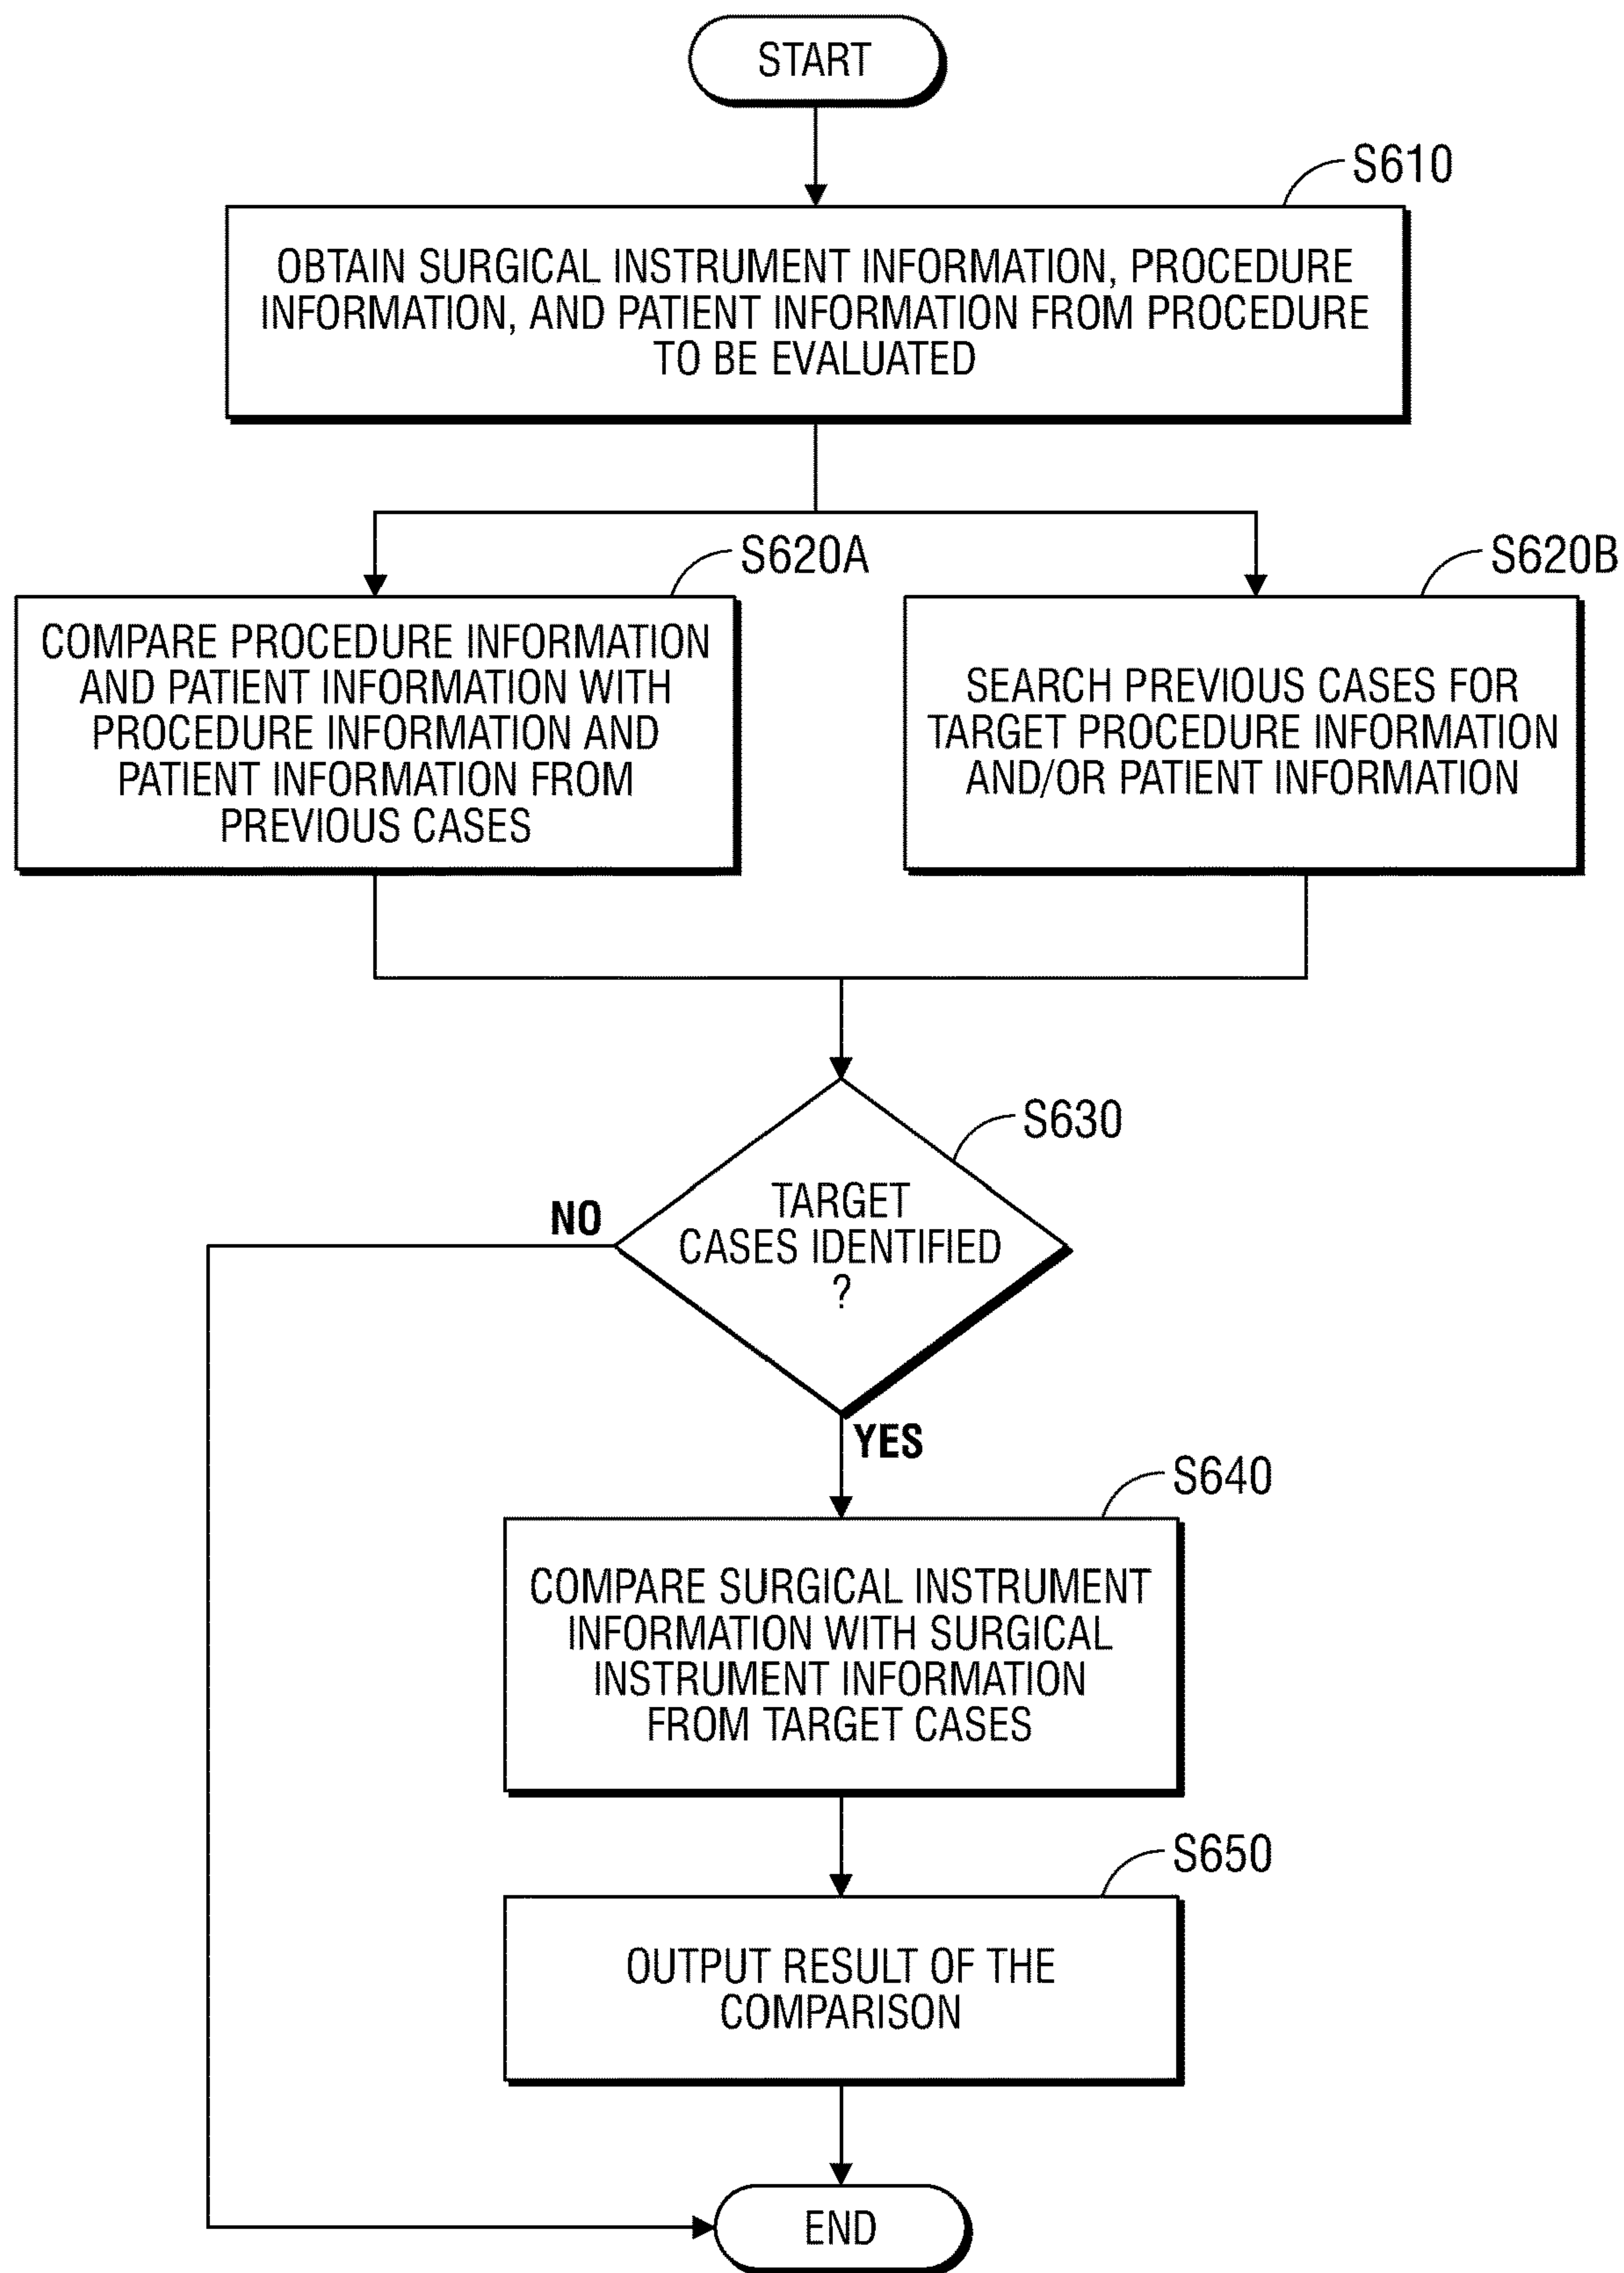 START
S610
OBTAIN SURGICAL INSTRUMENT INFORMATION, PROCEDURE
INFORMATION, AND PATIENT INFORMATION FROM PROCEDURE
TO BE EVALUATED
S620A
COMPARE PROCEDURE INFORMATION
AND PATIENT INFORMATION WITH
PROCEDURE INFORMATION AND
PATIENT INFORMATION FROM
PREVIOUS CASES
S620B
SEARCH PREVIOUS CASES FOR
TARGET PROCEDURE INFORMATION
AND/OR PATIENT INFORMATION
S630
TARGET
CASES IDENTIFIED
?
NO
YES
S640
COMPARE SURGICAL INSTRUMENT
INFORMATION WITH SURGICAL
INSTRUMENT INFORMATION
FROM TARGET CASES
S650
OUTPUT RESULT OF THE
COMPARISON
END